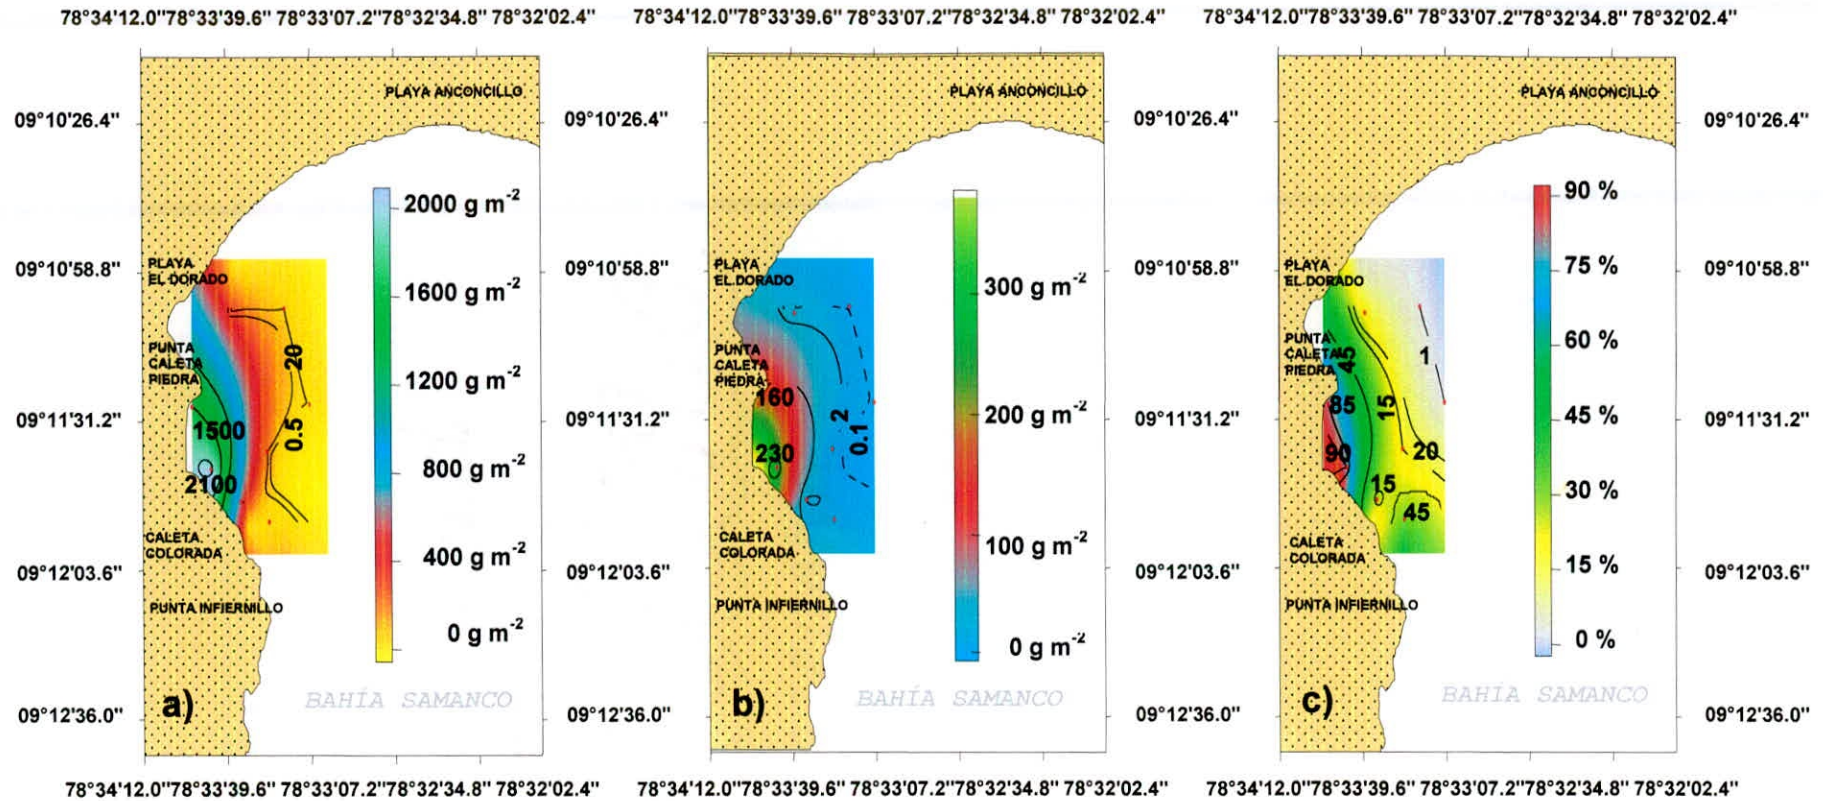 78°34'12.0"78°33'39.6" 78°33'07.2"78°32'34.8" 78°32'02.4"
PLAYA ANCONCILLO
09°10'26.4"
2000 g m-2
PLAYA
EL DORADO
09°10'58.8"
1600 g m-2
PUNTA
CALETA
PIEDRA
20
1200 g m-2
09°11'31.2"
1500
0.5
800 g m-2
2100
CALETA
COLORADA
400 g m-2
09°12'03.6"
PUNTA INFIERNILLO
0 g m-2
a)
BAHÍA SAMANCO
09°12'36.0"
78°34'12.0"78°33'39.6" 78°33'07.2"78°32'34.8" 78°32'02.4"
78°34'12.0"78°33'39.6" 78°33'07.2"78°32'34.8" 78°32'02.4"
PLAYA ANCONCILLO
09°10'26.4"
PLAYA
EL DORADO
09°10'58.8"
300 g m-2
PUNTA
CALETA
PIEDRA
160
2
0.1
200 g m-2
09°11'31.2"
230
CALETA
COLORADA
100 g m-2
09°12'03.6"
PUNTA INFIERNILLO
0 g m-2
b)
BAHÍA SAMANCO
09°12'36.0"
78°34'12.0"78°33'39.6" 78°33'07.2"78°32'34.8" 78°32'02.4"
78°34'12.0"78°33'39.6" 78°33'07.2"78°32'34.8" 78°32'02.4"
PLAYA ANCONCILLO
09°10'26.4"
09°10'26.4"
90 %
PLAYA
EL DORADO
75 %
09°10'58.8"
09°10'58.8"
PUNTA
CALETA
PIEDRA
45
1
60 %
85
15
45 %
09°11'31.2"
09°11'31.2"
90
20
15
30 %
45
CALETA
COLORADA
15 %
09°12'03.6"
09°12'03.6"
PUNTA INFIERNILLO
0 %
c)
BAHÍA SAMANCO
09°12'36.0"
09°12'36.0"
78°34'12.0"78°33'39.6" 78°33'07.2"78°32'34.8" 78°32'02.4"